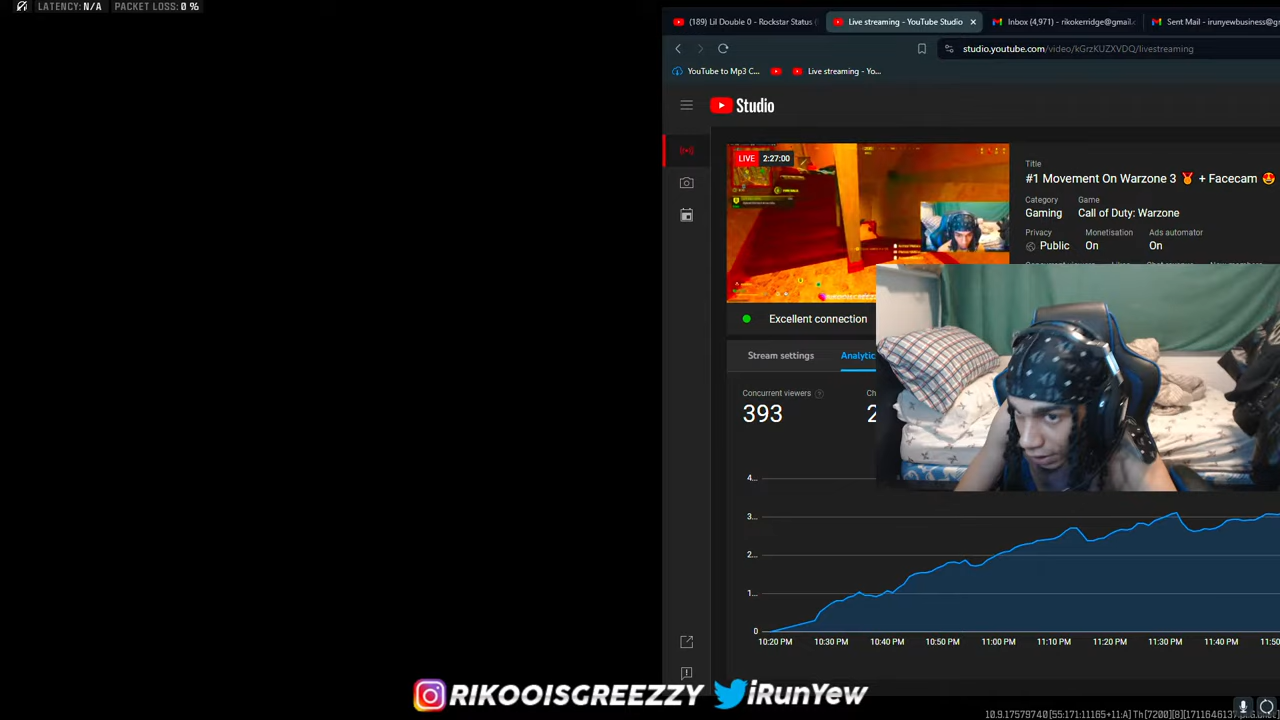 LATENCY: N/A PACKET LOSS: 0 %
(189) Lil Double 0 - Rockstar Status (
Live streaming - YouTube Studio
Inbox (4,971) - rikokerridge@gmail.c
Sent Mail - irunyewbusiness@gm
studio.youtube.com/video/kGrzKUZXVDQ/livestreaming
YouTube to Mp3 C...
Live streaming - Yo...
Studio
LIVE 2:27:00
Title
#1 Movement On Warzone 3 🥇 + Facecam 😍
Category Game
Gaming Call of Duty: Warzone
Privacy Monetisation Ads automator
Public On On
Excellent connection
Stream settings Analytic
Concurrent viewers
393
4...
3...
2...
1...
0
10:20 PM 10:30 PM 10:40 PM 10:50 PM 11:00 PM 11:10 PM 11:20 PM 11:30 PM 11:40 PM 11:50
RIKOOISGREEZZY iRunYew